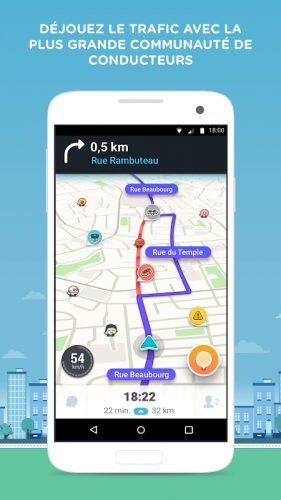 DÉJOUEZ LE TRAFIC AVEC LA
PLUS GRANDE COMMUNAUTÉ DE
CONDUCTEURS
18:00
0,5 km
Rue Rambuteau
Rue Beaubourg
Rue du Temple
54
km/h
Rue Beaubourg
18:22
22 min. 32 km
2